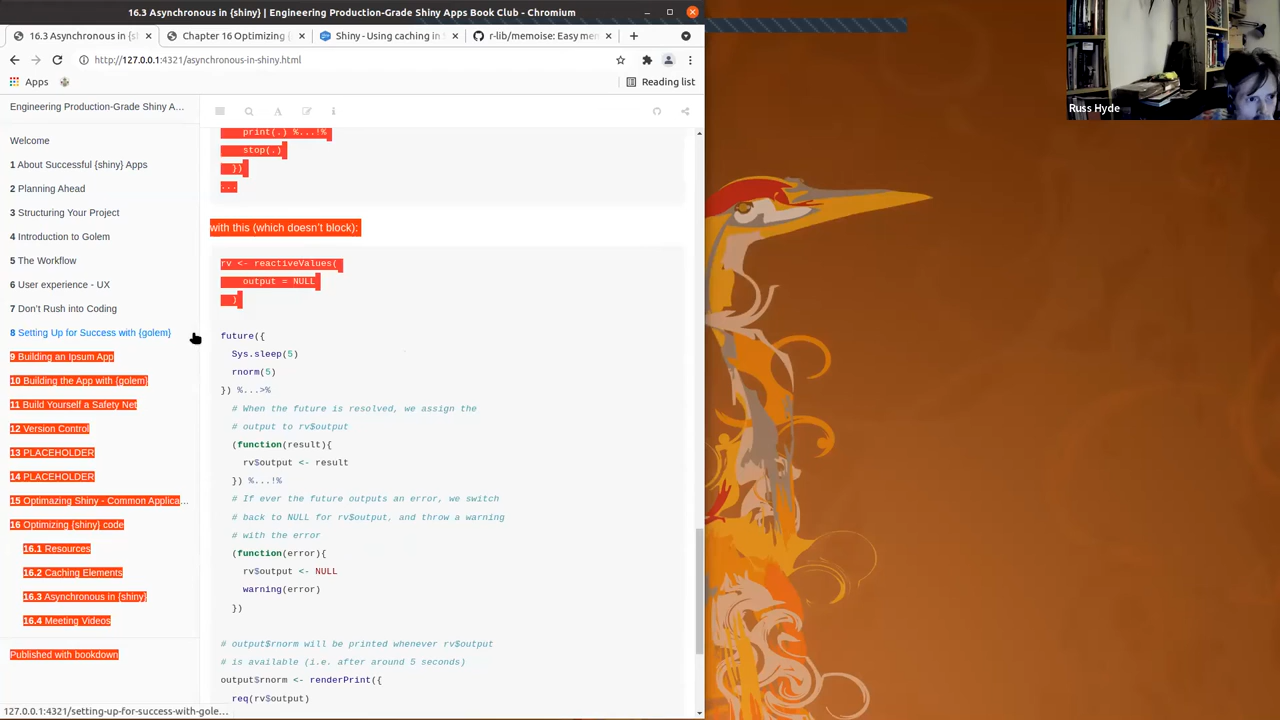 16.3 Asynchronous in {shiny} | Engineering Production-Grade Shiny Apps Book Club - Chromium
16.3 Asynchronous in {s
Chapter 16 Optimizing
Shiny - Using caching in
r-lib/memoise: Easy mem
http://127.0.0.1:4321/asynchronous-in-shiny.html
Apps
Reading list
Russ Hyde
Engineering Production-Grade Shiny A...
Welcome
1 About Successful {shiny} Apps
2 Planning Ahead
3 Structuring Your Project
4 Introduction to Golem
5 The Workflow
6 User experience - UX
7 Don't Rush into Coding
8 Setting Up for Success with {golem}
9 Building an Ipsum App
10 Building the App with {golem}
11 Build Yourself a Safety Net
12 Version Control
13 PLACEHOLDER
14 PLACEHOLDER
15 Optimazing Shiny - Common Applica...
16 Optimizing {shiny} code
16.1 Resources
16.2 Caching Elements
16.3 Asynchronous in {shiny}
16.4 Meeting Videos
Published with bookdown
print(.) %...!%
stop(.)
})
...
with this (which doesn't block):
rv <- reactiveValues(
output = NULL
)
future({
Sys.sleep(5)
rnorm(5)
}) %...>%
# When the future is resolved, we assign the
# output to rv$output
(function(result){
rv$output <- result
}) %...!%
# If ever the future outputs an error, we switch
# back to NULL for rv$output, and throw a warning
# with the error
(function(error){
rv$output <- NULL
warning(error)
})
# output$rnorm will be printed whenever rv$output
# is available (i.e. after around 5 seconds)
output$rnorm <- renderPrint({
req(rv$output)
127.0.0.1:4321/setting-up-for-success-with-gole...